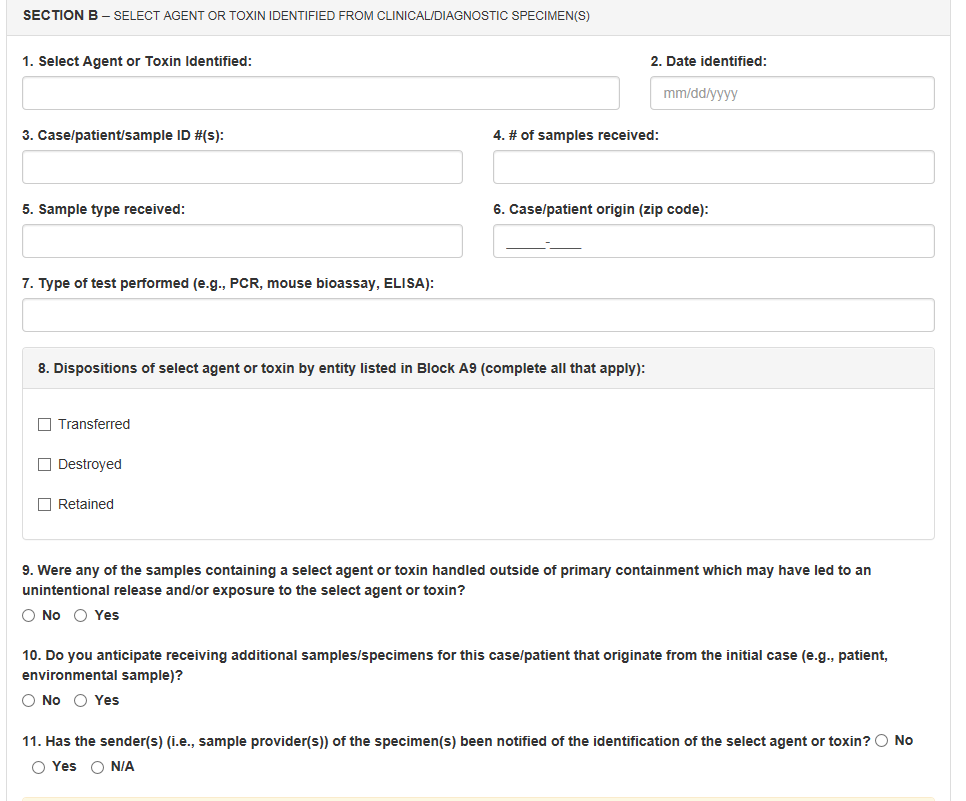 SECTION B – SELECT AGENT OR TOXIN IDENTIFIED FROM CLINICAL/DIAGNOSTIC SPECIMEN(S)
1. Select Agent or Toxin Identified:
2. Date identified:
mm/dd/yyyy
3. Case/patient/sample ID #(s):
4. # of samples received:
5. Sample type received:
6. Case/patient origin (zip code):
_____-____
7. Type of test performed (e.g., PCR, mouse bioassay, ELISA):
8. Dispositions of select agent or toxin by entity listed in Block A9 (complete all that apply):
Transferred
Destroyed
Retained
9. Were any of the samples containing a select agent or toxin handled outside of primary containment which may have led to an
unintentional release and/or exposure to the select agent or toxin?
No Yes
10. Do you anticipate receiving additional samples/specimens for this case/patient that originate from the initial case (e.g., patient,
environmental sample)?
No Yes
11. Has the sender(s) (i.e., sample provider(s)) of the specimen(s) been notified of the identification of the select agent or toxin? No
Yes N/A